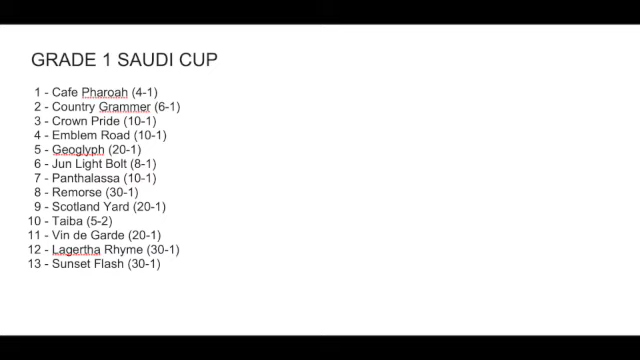 GRADE 1 SAUDI CUP
1 - Cafe Pharoah (4-1)
2 - Country Grammer (6-1)
3 - Crown Pride (10-1)
4 - Emblem Road (10-1)
5 - Geoglyph (20-1)
6 - Jun Light Bolt (8-1)
7 - Panthalassa (10-1)
8 - Remorse (30-1)
9 - Scotland Yard (20-1)
10 - Taiba (5-2)
11 - Vin de Garde (20-1)
12 - Lagertha Rhyme (30-1)
13 - Sunset Flash (30-1)